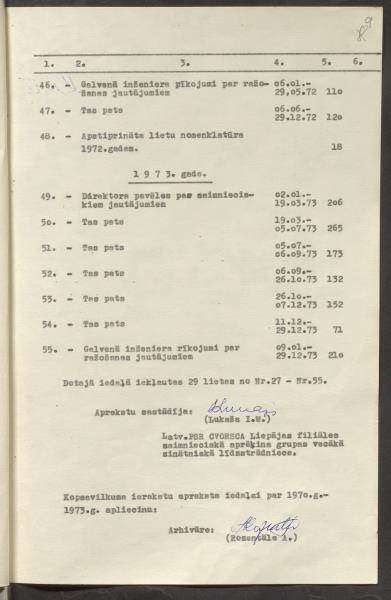 9
1. 2. 3. 4. 5. 6.
46. - Galvenā inženiera rīkojumi par ražo- 06.01.-
šanas jautājumiem 29.05.72 110
47. - Tas pats 06.06.-
29.12.72 120
48. - Apstiprināta lietu nomenklatūra
1972.gadam. 18
1973. gads.
49. - Direktora pavēles par saimniecis- 02.01.-
kiem jautājumiem 19.03.73 206
50. - Tas pats 19.03.-
05.07.73 265
51. - Tas pats 05.07.-
06.09.73 173
52. - Tas pats 06.09.-
26.10.73 132
53. - Tas pats 26.10.-
07.12.73 152
54. - Tas pats 11.12.-
29.12.73 71
55. - Galvenā inženiera rīkojumi par 09.01.-
ražošanas jautājumiem 29.12.73 210
Dotajā iedaļā iekļautas 29 lietas no Nr.27 - Nr.55.
Aprakstu sastādīja:
(Lukaša I.M.)
Latv.PSR CVORSCA Liepājas filiāles
saimnieciskā aprēķina grupas vecākā
zinātniskā līdzstrādniece.
Kopsavilkuma ierakstu apraksta iedaļai par 1970.g.-
1973.g. apliecinu:
Arhivāre:
(Rozentāle A.)